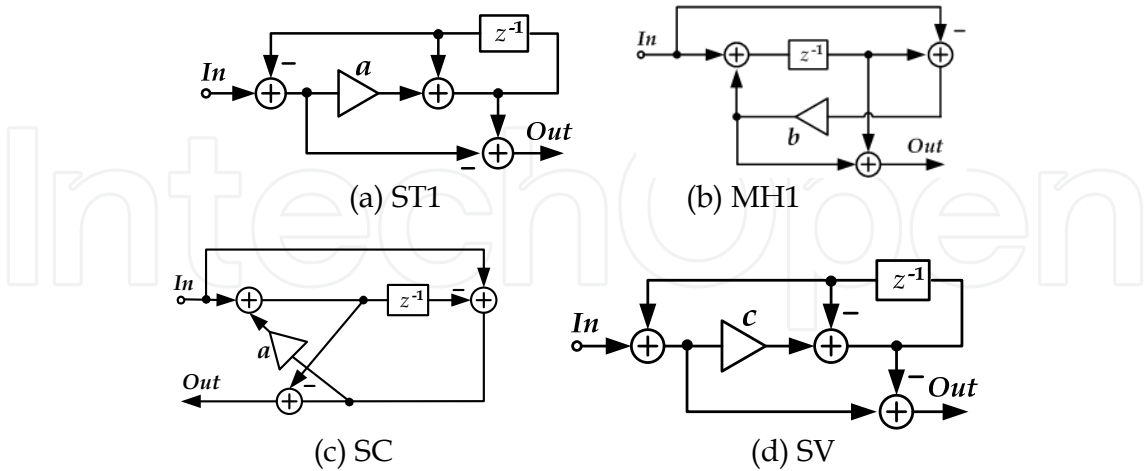 z⁻¹
In
a
Out
(a) ST1
In
z⁻¹
b
Out
(b) MH1
In
z⁻¹
a
Out
(c) SC
z⁻¹
In
c
Out
(d) SV
IntechOpen